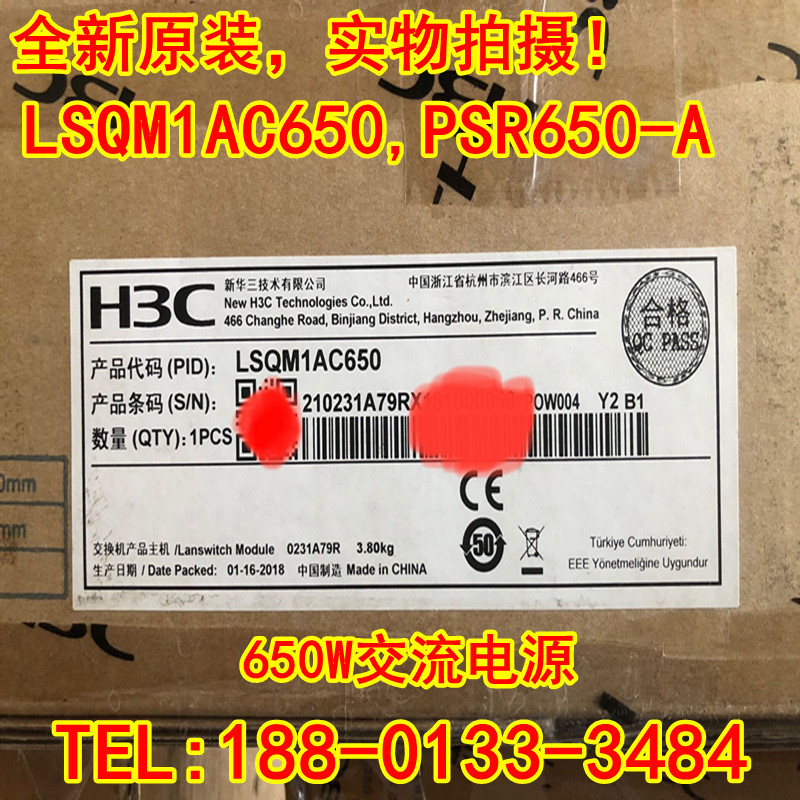 全新原装，实物拍摄！
LSQM1AC650,PSR650-A
H3C
新华三技术有限公司 中国浙江省杭州市滨江区长河路466号
New H3C Technologies Co.,Ltd.
466 Changhe Road, Binjiang District, Hangzhou, Zhejiang, P. R. China
合格
QC PASS
产品代码 (PID): LSQM1AC650
产品条码 (S/N): 210231A79RX Y2 B1
数量 (QTY): 1PCS
0mm
mm
CE
50
交换机产品主机 /Lanswitch Module 0231A79R 3.80kg
生产日期 / Date Packed: 01-16-2018 中国制造 Made in CHINA
Türkiye Cumhuriyeti:
EEE Yönetmeliğine Uygundur
H3C
650W交流电源
TEL:188-0133-3484